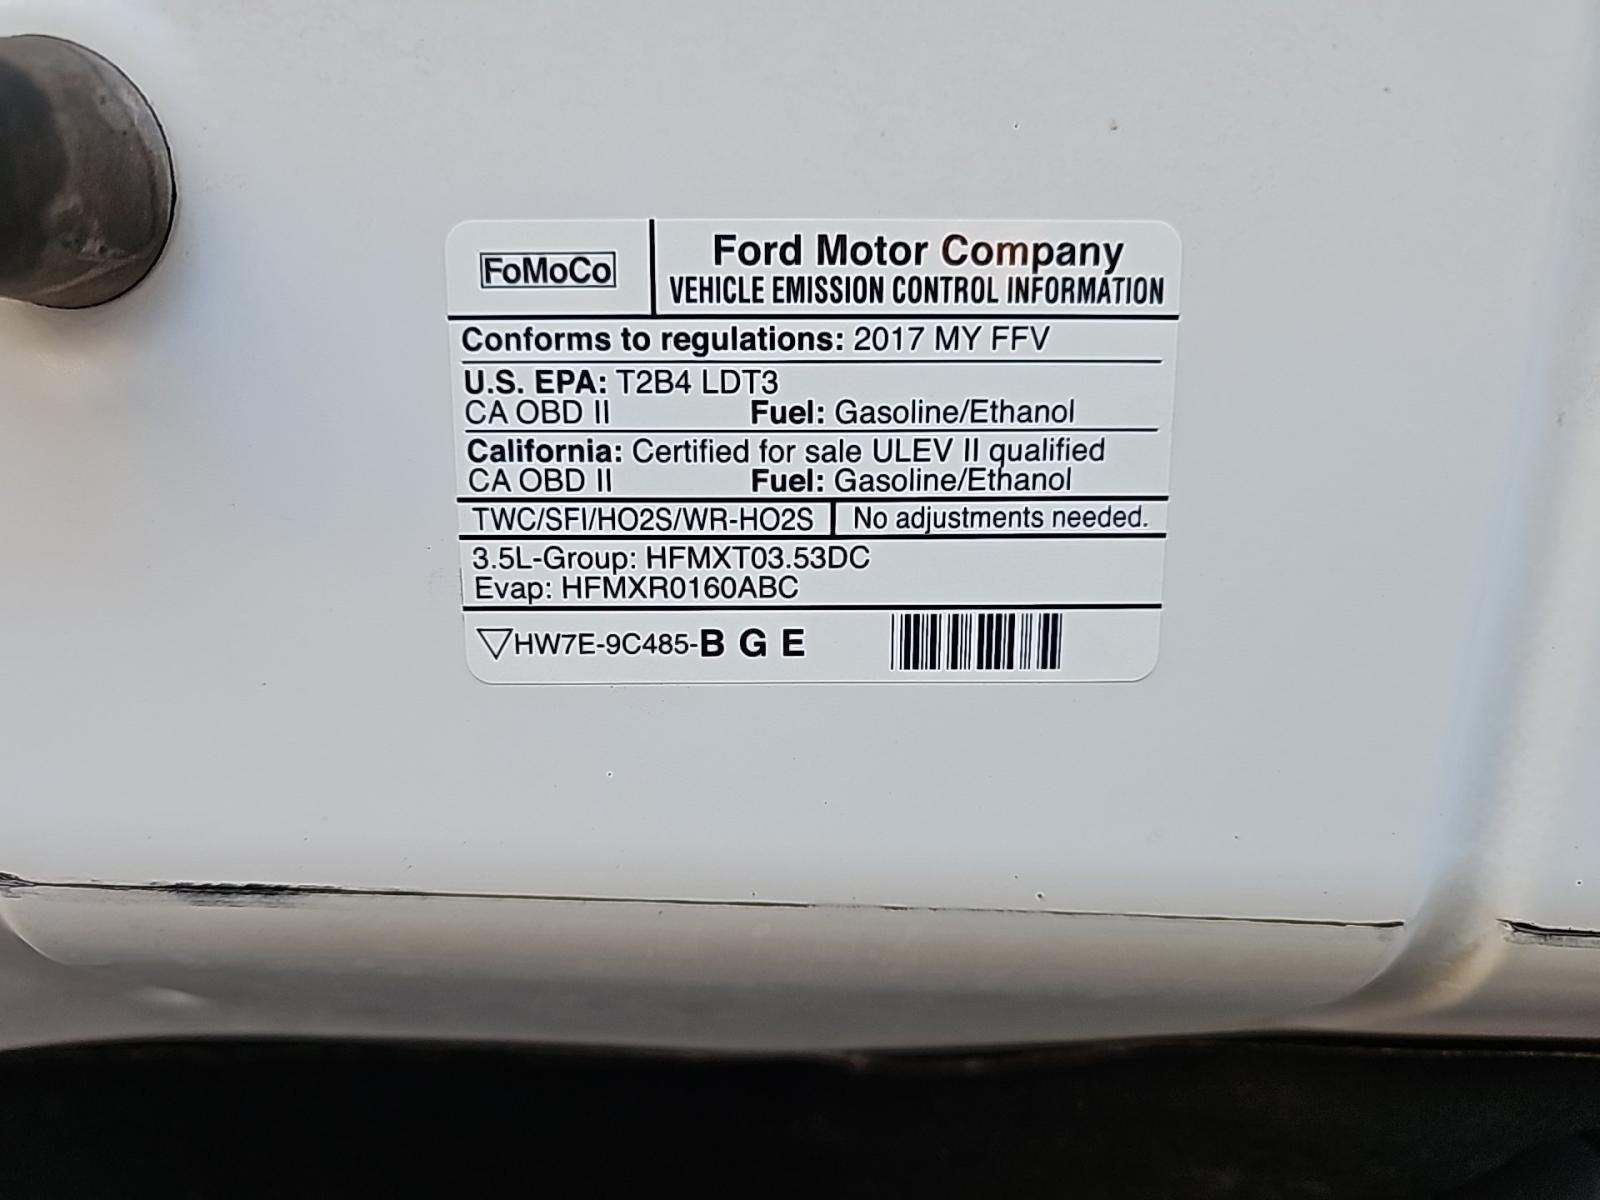 FoMoCo
Ford Motor Company
VEHICLE EMISSION CONTROL INFORMATION
Conforms to regulations: 2017 MY FFV
U.S. EPA: T2B4 LDT3
CA OBD II Fuel: Gasoline/Ethanol
California: Certified for sale ULEV II qualified
CA OBD II Fuel: Gasoline/Ethanol
TWC/SFI/HO2S/WR-HO2S No adjustments needed.
3.5L-Group: HFMXT03.53DC
Evap: HFMXR0160ABC
HW7E-9C485-B G E